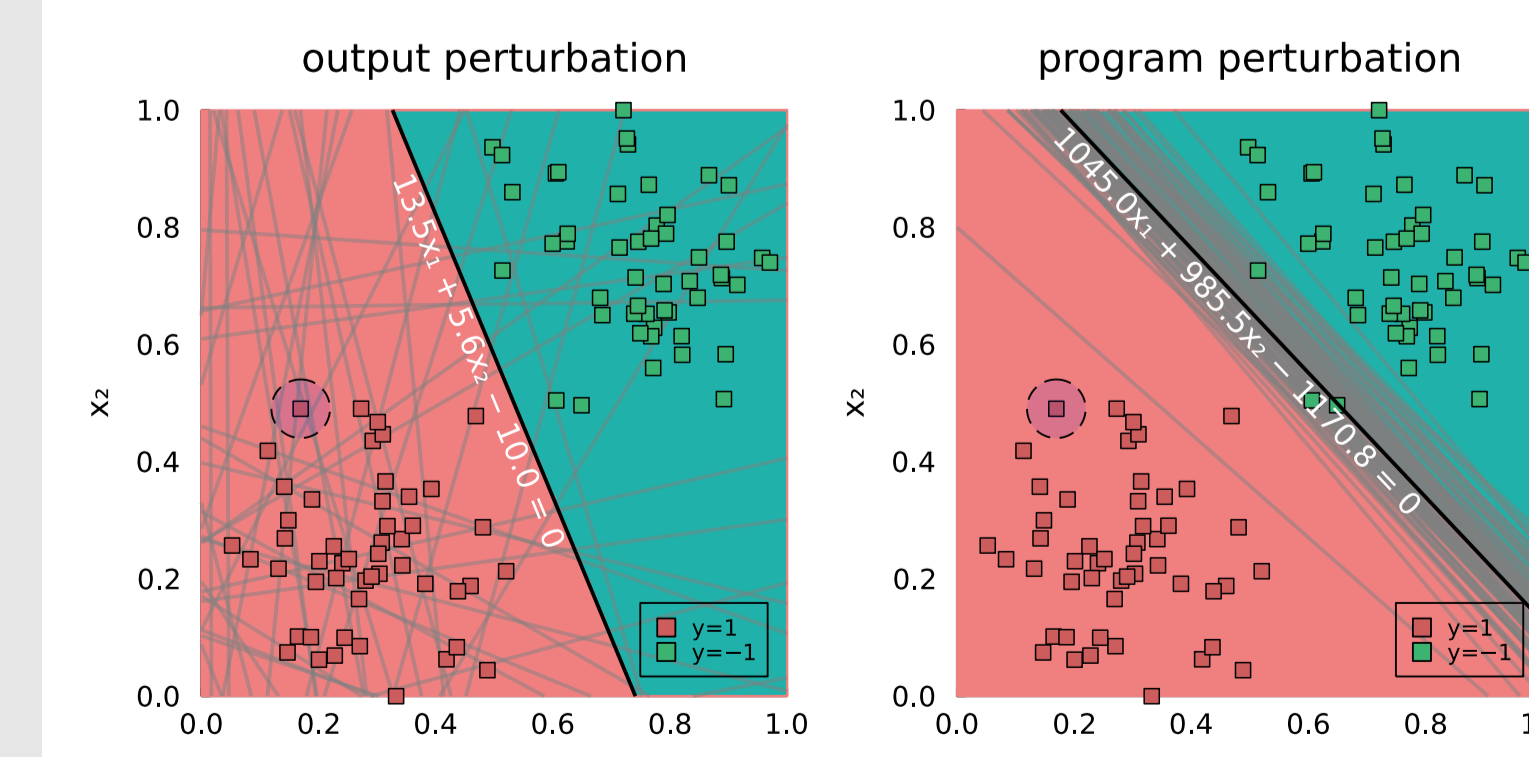 output perturbation
1.0
0.8
0.6
0.4
0.2
0.0
x₂
13.5x₁ + 5.6x₂ − 10.0 = 0
y=1
y=−1
0.0 0.2 0.4 0.6 0.8 1.0
program perturbation
1.0
0.8
0.6
0.4
0.2
0.0
x₂
1045.0x₁ + 985.5x₂ − 1170.8 = 0
y=1
y=−1
0.0 0.2 0.4 0.6 0.8